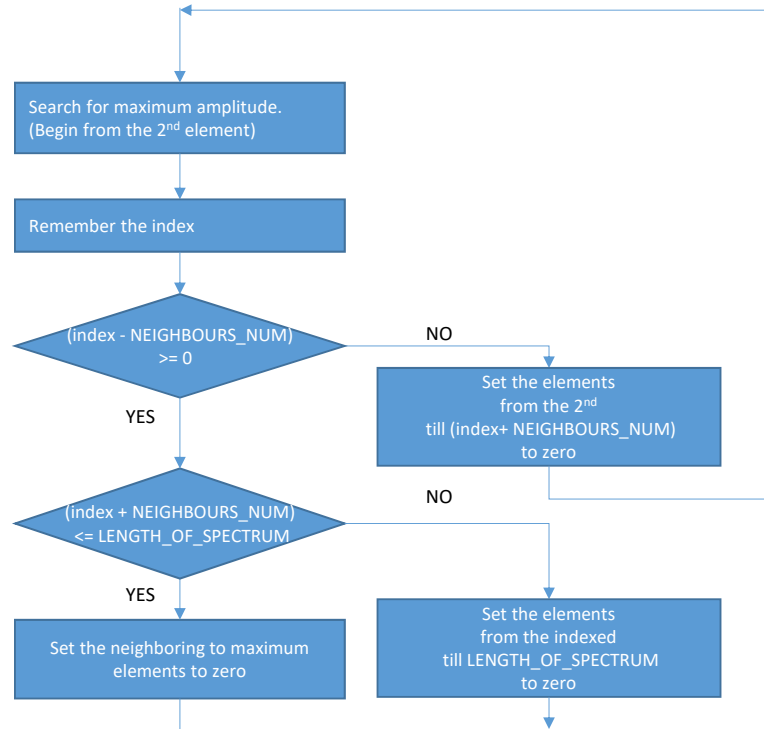 Search for maximum amplitude.
(Begin from the 2nd element)
Remember the index
(index - NEIGHBOURS_NUM)
>= 0
NO
Set the elements
from the 2nd
till (index+ NEIGHBOURS_NUM)
to zero
YES
(index + NEIGHBOURS_NUM)
<= LENGTH_OF_SPECTRUM
NO
YES
Set the neighboring to maximum
elements to zero
Set the elements
from the indexed
till LENGTH_OF_SPECTRUM
to zero